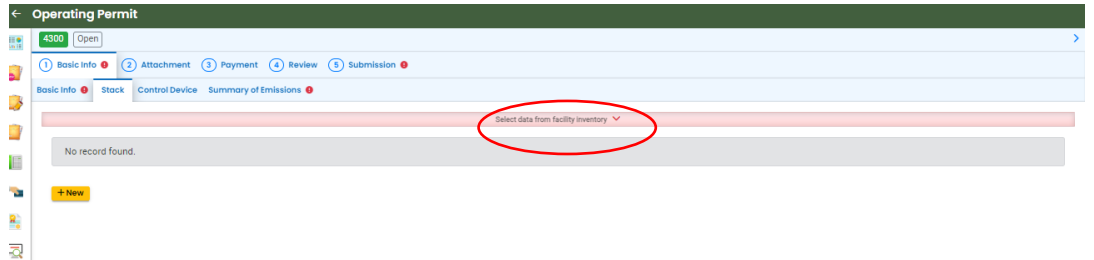 Operating Permit
4300 Open
1 Basic Info 2 Attachment 3 Payment 4 Review 5 Submission
Basic Info Stack Control Device Summary of Emissions
Select data from facility inventory
No record found.
+ New